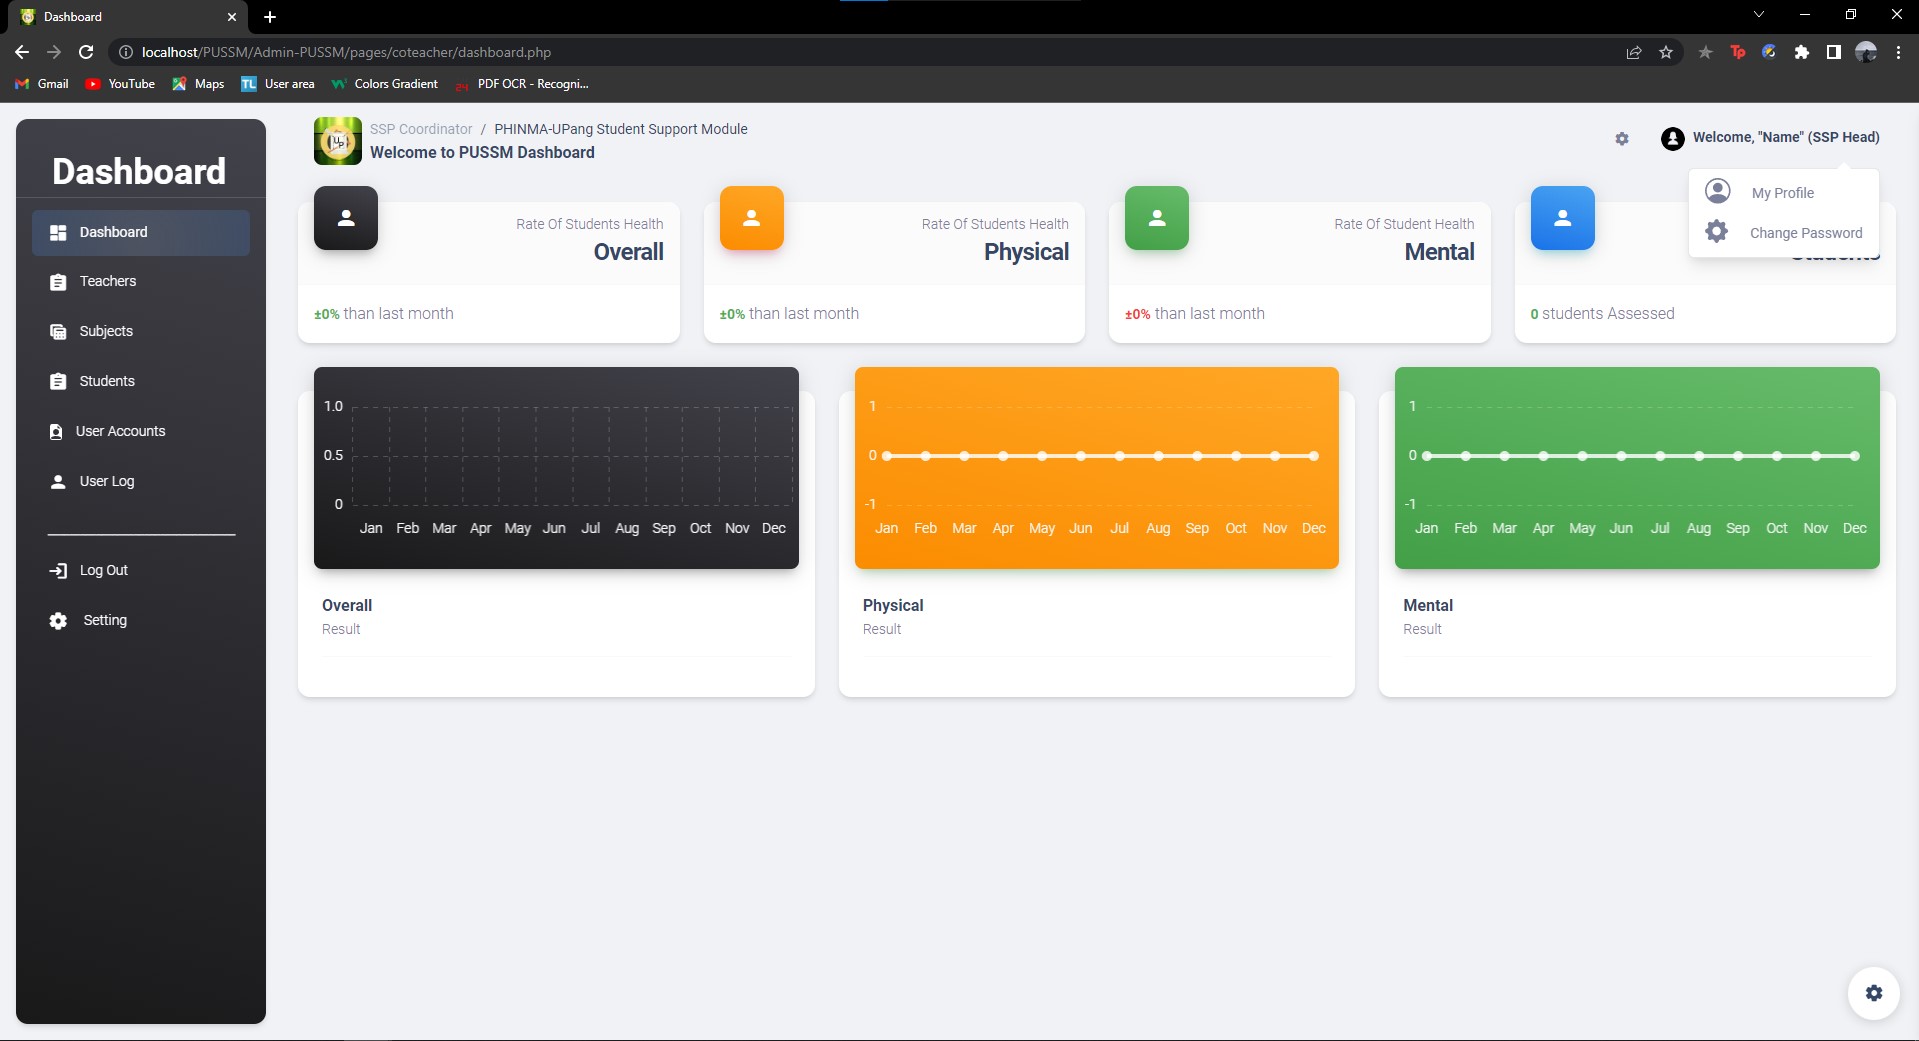 Dashboard
localhost/PUSSM/Admin-PUSSM/pages/coteacher/dashboard.php
Gmail
YouTube
Maps
TL User area
Colors Gradient
24 PDF OCR - Recogni...
Tp
Dashboard
Dashboard
Teachers
Subjects
Students
User Accounts
User Log
Log Out
Setting
SSP Coordinator / PHINMA-UPang Student Support Module
Welcome to PUSSM Dashboard
Welcome, "Name" (SSP Head)
My Profile
Change Password
Rate Of Students Health
Overall
±0% than last month
Rate Of Students Health
Physical
±0% than last month
Rate Of Student Health
Mental
±0% than last month
Students
0 students Assessed
1.0
0.5
0
Jan Feb Mar Apr May Jun Jul Aug Sep Oct Nov Dec
Overall
Result
1
0
-1
Jan Feb Mar Apr May Jun Jul Aug Sep Oct Nov Dec
Physical
Result
1
0
-1
Jan Feb Mar Apr May Jun Jul Aug Sep Oct Nov Dec
Mental
Result